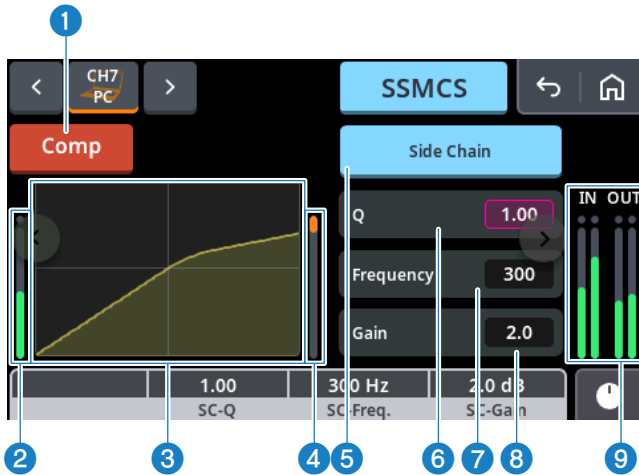 1
CH7
PC
SSMCS
Comp
Side Chain
IN OUT
Q 1.00
Frequency 300
Gain 2.0
1.00 300 Hz 2.0 dB
SC-Q SC-Freq. SC-Gain
2 3 4 5 6 7 8 9